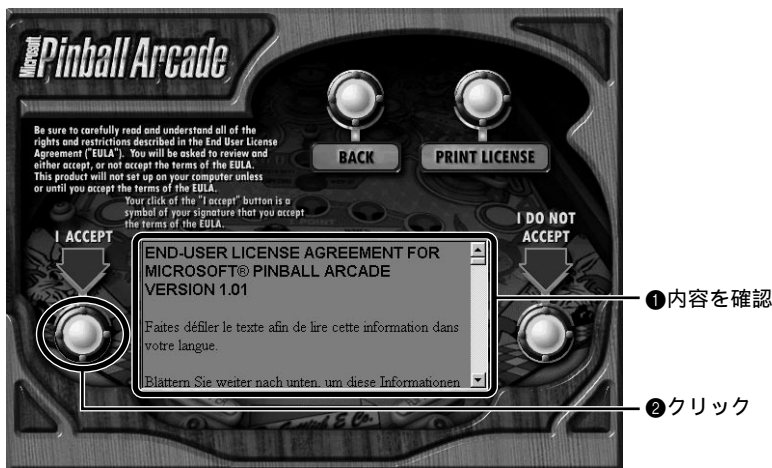 Microsoft
Pinball Arcade
Be sure to carefully read and understand all of the
rights and restrictions described in the End User License
Agreement ("EULA"). You will be asked to review and
either accept, or not accept the terms of the EULA.
This product will not set up on your computer unless
or until you accept the terms of the EULA.
Your click of the "I accept" button is a
symbol of your signature that you accept
the terms of the EULA.
BACK
PRINT LICENSE
I ACCEPT
I DO NOT
ACCEPT
END-USER LICENSE AGREEMENT FOR
MICROSOFT® PINBALL ARCADE
VERSION 1.01
Faites défiler le texte afin de lire cette information dans
votre langue.
Blättern Sie weiter nach unten, um diese Informationen
❶内容を確認
❷クリック